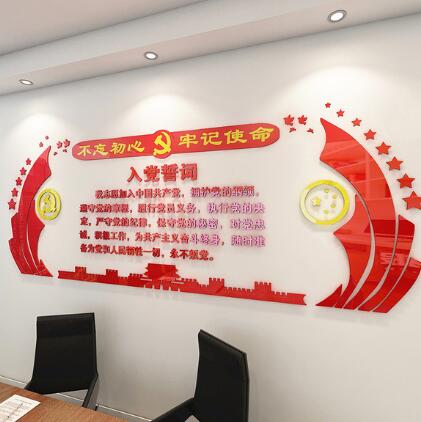 不忘初心 牢记使命
入党誓词
我志愿加入中国共产党，拥护党的纲领，
遵守党的章程，履行党员义务，执行党的决
定，严守党的纪律，保守党的秘密，对党忠
诚，积极工作，为共产主义奋斗终身，随时准
备为党和人民牺牲一切，永不叛党。